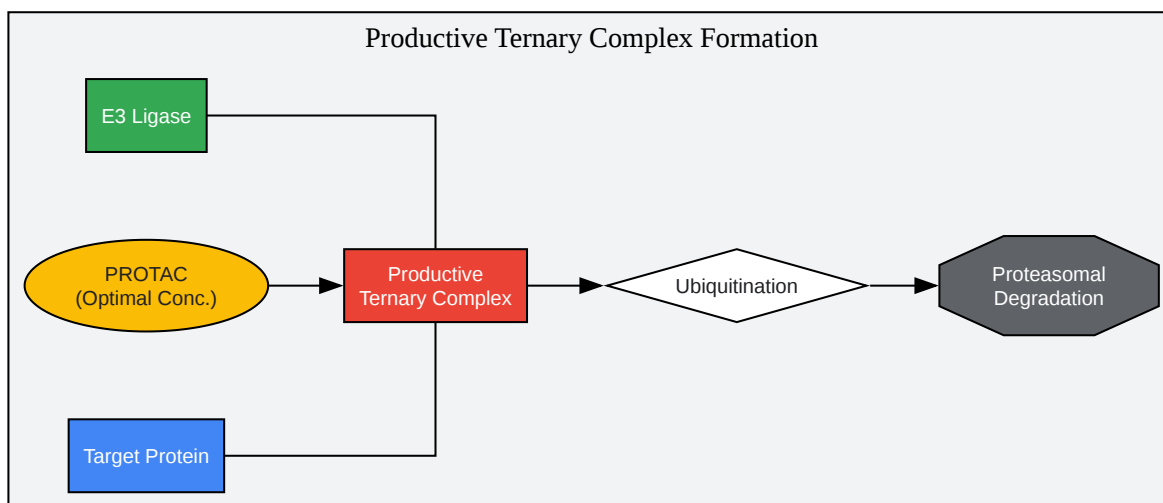 Productive Ternary Complex Formation
E3 Ligase
PROTAC
(Optimal Conc.)
Productive
Ternary Complex
Ubiquitination
Proteasomal
Degradation
Target Protein